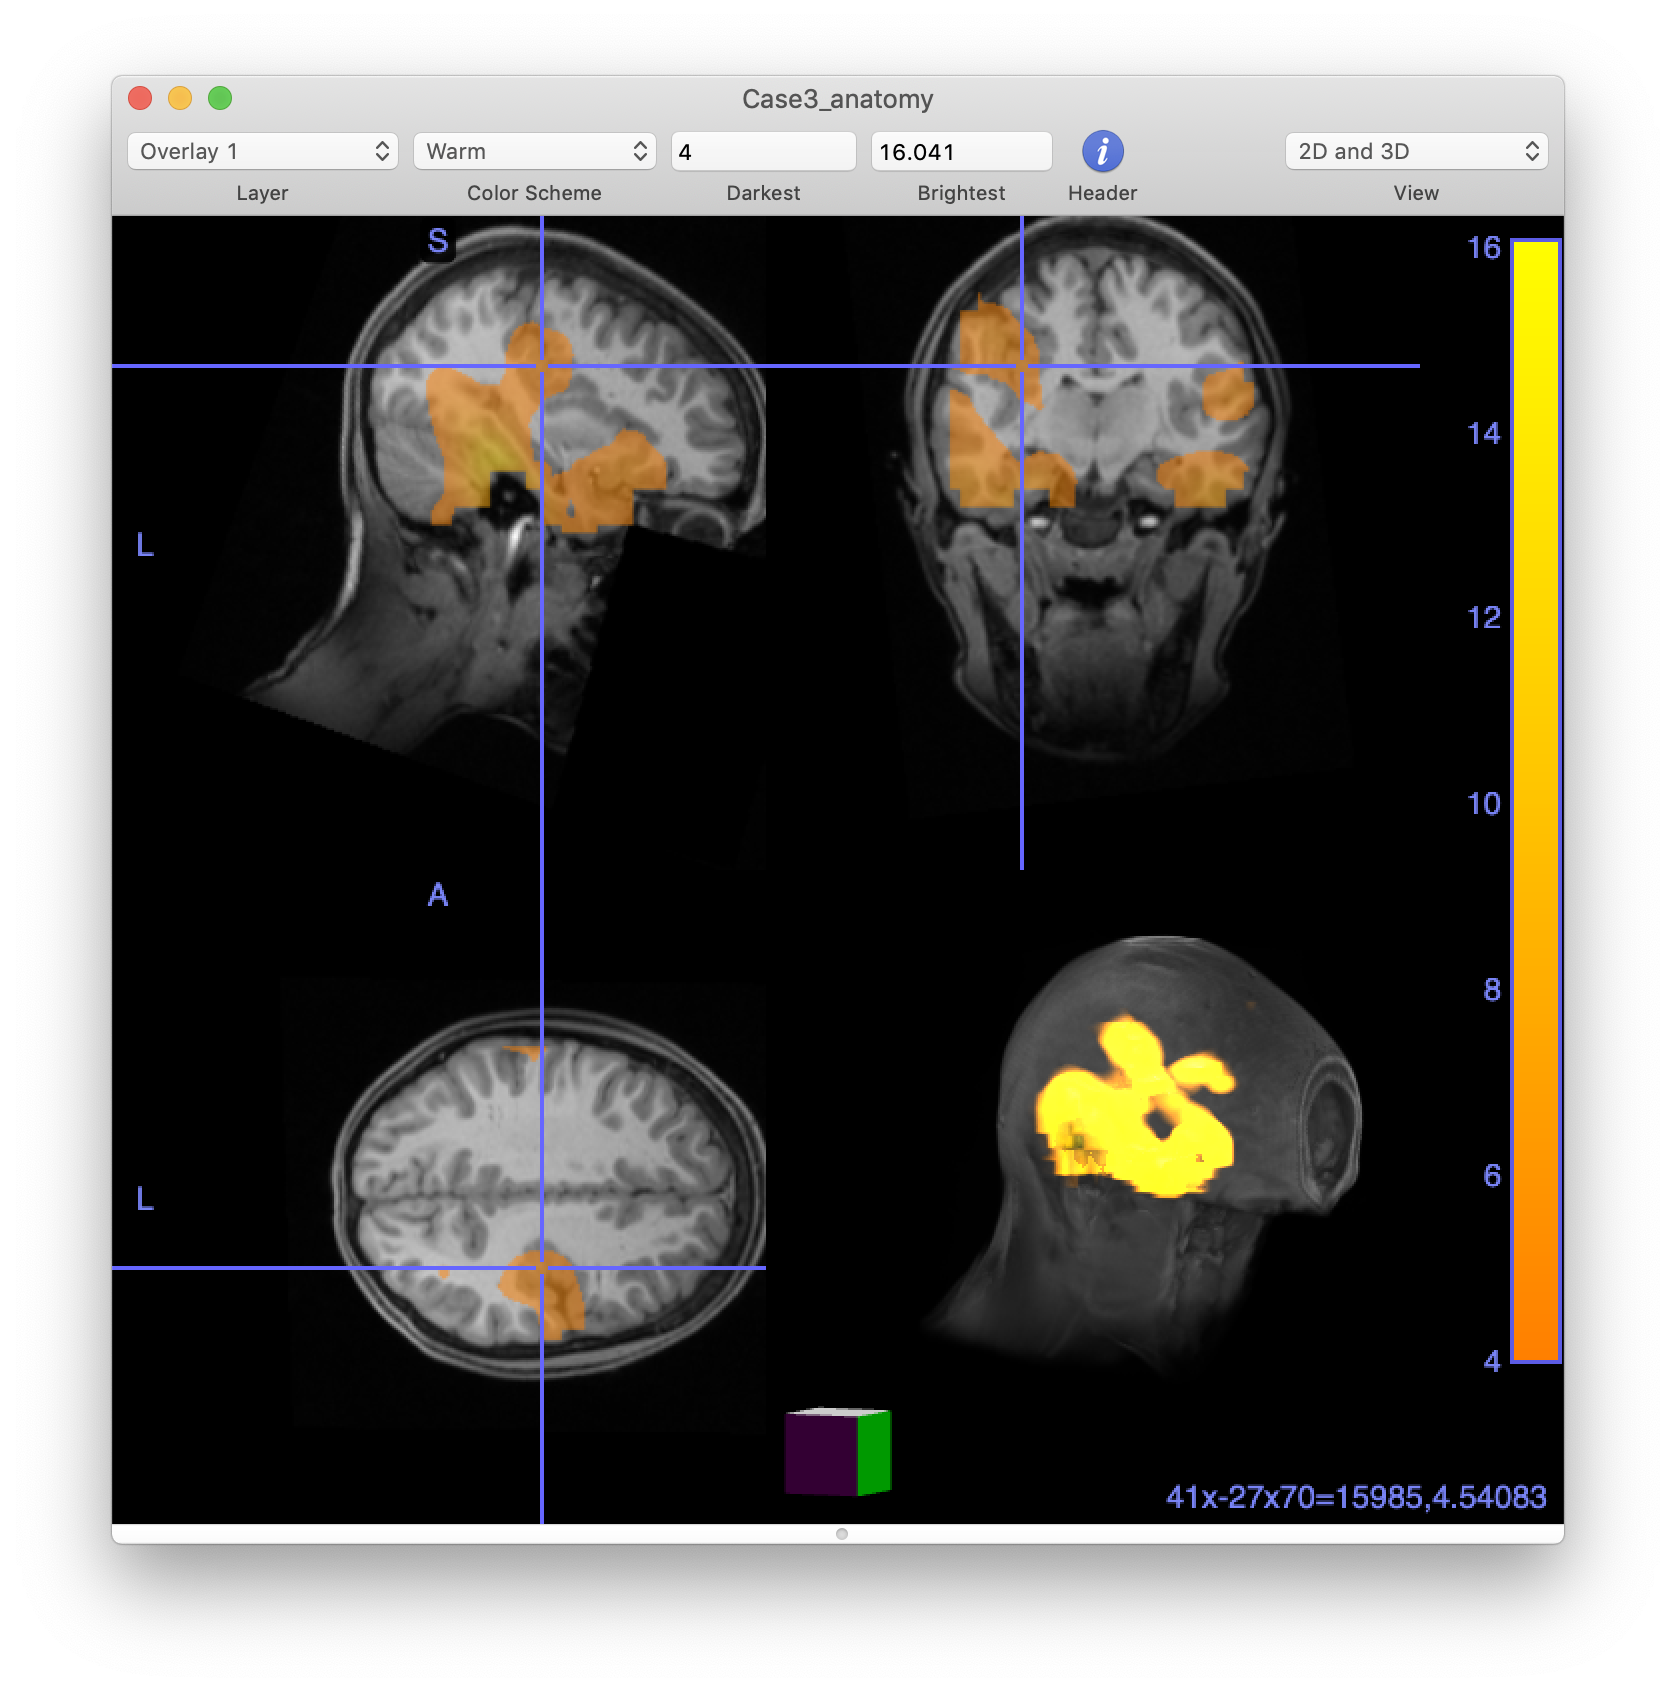 Case3_anatomy
Overlay 1 Warm 4 16.041 i 2D and 3D
Layer Color Scheme Darkest Brightest Header View
S
16
14
L
12
10
A
8
6
L
4
41x-27x70=15985,4.54083